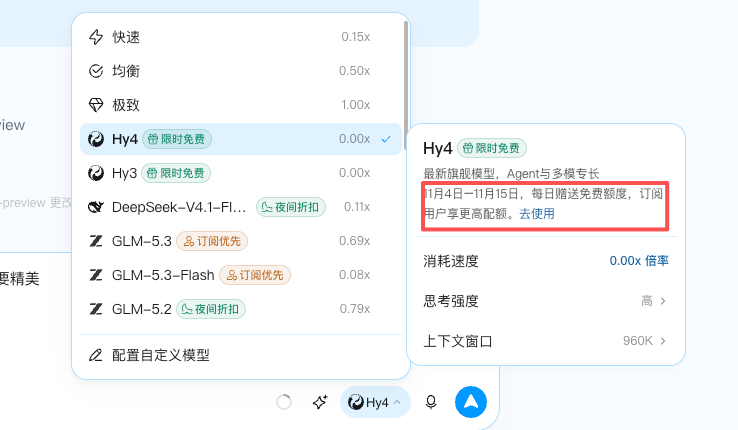 快速 0.15x
均衡 0.50x
极致 1.00x
view
Hy4 限时免费 0.00x
Hy3 限时免费 0.00x
-preview 更改
DeepSeek-V4.1-Fl... 夜间折扣 0.11x
GLM-5.3 订阅优先 0.69x
GLM-5.3-Flash 订阅优先 0.08x
要精美
GLM-5.2 夜间折扣 0.79x
配置自定义模型
Hy4 限时免费
最新旗舰模型，Agent与多模专长
11月4日—11月15日，每日赠送免费额度，订阅
用户享更高配额。去使用
消耗速度 0.00x 倍率
思考强度 高
上下文窗口 960K
Hy4